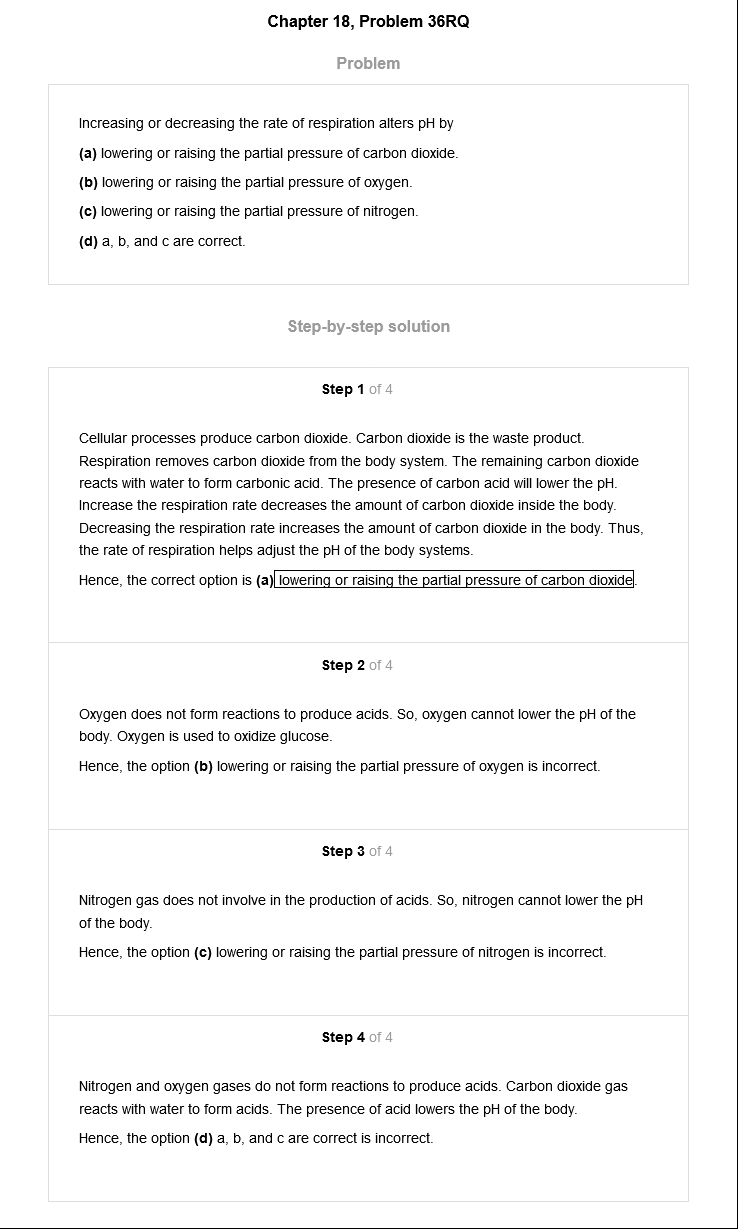 Chapter 18, Problem 36RQ
Problem
Increasing or decreasing the rate of respiration alters pH by
(a) lowering or raising the partial pressure of carbon dioxide.
(b) lowering or raising the partial pressure of oxygen.
(c) lowering or raising the partial pressure of nitrogen.
(d) a, b, and c are correct.
Step-by-step solution
Step 1 of 4
Cellular processes produce carbon dioxide. Carbon dioxide is the waste product.
Respiration removes carbon dioxide from the body system. The remaining carbon dioxide
reacts with water to form carbonic acid. The presence of carbon acid will lower the pH.
Increase the respiration rate decreases the amount of carbon dioxide inside the body.
Decreasing the respiration rate increases the amount of carbon dioxide in the body. Thus,
the rate of respiration helps adjust the pH of the body systems.
Hence, the correct option is (a) lowering or raising the partial pressure of carbon dioxide.
Step 2 of 4
Oxygen does not form reactions to produce acids. So, oxygen cannot lower the pH of the
body. Oxygen is used to oxidize glucose.
Hence, the option (b) lowering or raising the partial pressure of oxygen is incorrect.
Step 3 of 4
Nitrogen gas does not involve in the production of acids. So, nitrogen cannot lower the pH
of the body.
Hence, the option (c) lowering or raising the partial pressure of nitrogen is incorrect.
Step 4 of 4
Nitrogen and oxygen gases do not form reactions to produce acids. Carbon dioxide gas
reacts with water to form acids. The presence of acid lowers the pH of the body.
Hence, the option (d) a, b, and c are correct is incorrect.